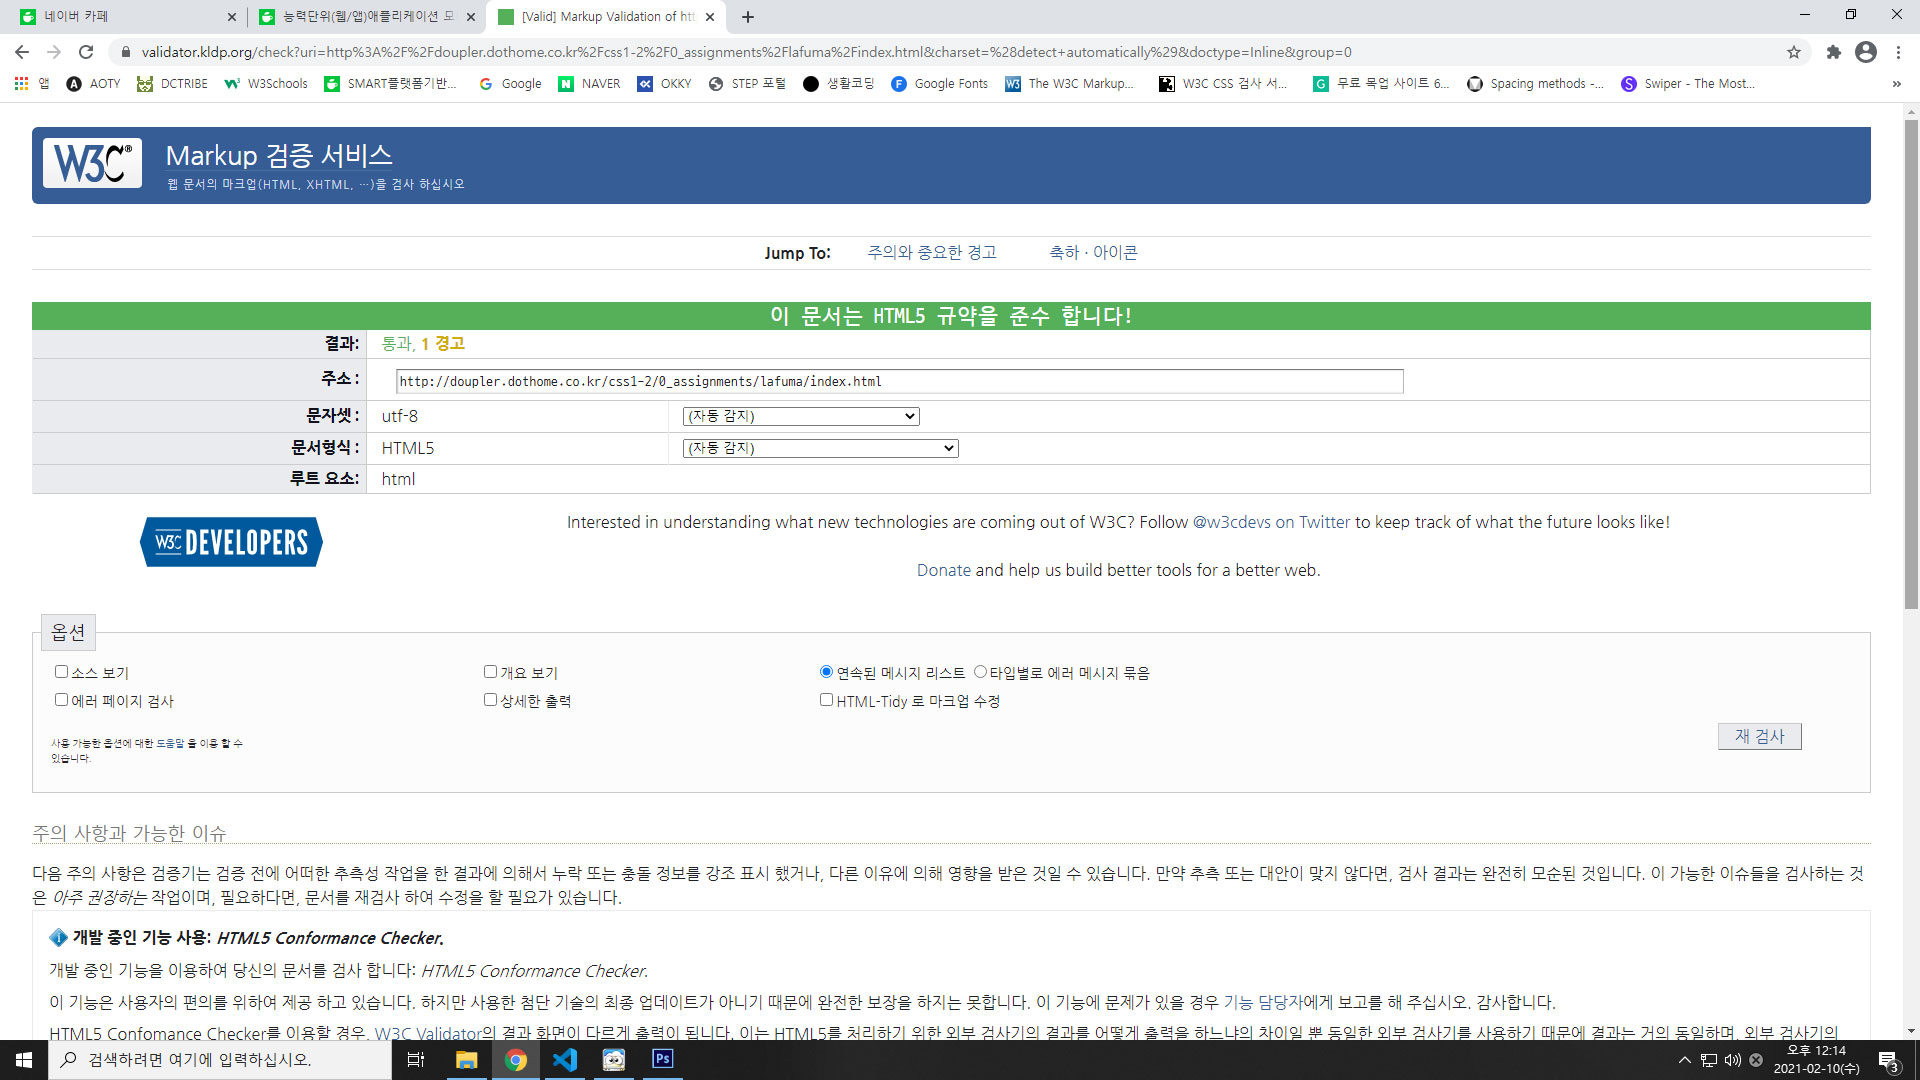 네이버 카페
능력단위(웹/앱)애플리케이션 모
[Valid] Markup Validation of htt
validator.kldp.org/check?uri=http%3A%2F%2Fdoupler.dothome.co.kr%2Fcss1-2%2F0_assignments%2Flafuma%2Findex.html&charset=%28detect+automatically%29&doctype=Inline&group=0
앱 AOTY DCTRIBE W3Schools SMART플랫폼기반... Google NAVER OKKY STEP 포털 생활코딩 Google Fonts The W3C Markup... W3C CSS 검사 서... 무료 목업 사이트 6... Spacing methods -... Swiper - The Most... »
W3C® Markup 검증 서비스
웹 문서의 마크업(HTML, XHTML, …)을 검사 하십시오
Jump To: 주의와 중요한 경고 축하 · 아이콘
이 문서는 HTML5 규약을 준수 합니다!
결과: 통과, 1 경고
주소 : http://doupler.dothome.co.kr/css1-2/0_assignments/lafuma/index.html
문자셋 : utf-8 (자동 감지)
문서형식 : HTML5 (자동 감지)
루트 요소: html
W3C DEVELOPERS
Interested in understanding what new technologies are coming out of W3C? Follow @w3cdevs on Twitter to keep track of what the future looks like!
Donate and help us build better tools for a better web.
옵션
소스 보기 개요 보기 연속된 메시지 리스트 타입별로 에러 메시지 묶음
에러 페이지 검사 상세한 출력 HTML-Tidy 로 마크업 수정
사용 가능한 옵션에 대한 도움말 을 이용 할 수
있습니다.
재 검사
주의 사항과 가능한 이슈
다음 주의 사항은 검증기는 검증 전에 어떠한 추측성 작업을 한 결과에 의해서 누락 또는 충돌 정보를 강조 표시 했거나, 다른 이유에 의해 영향을 받은 것일 수 있습니다. 만약 추측 또는 대안이 맞지 않다면, 검사 결과는 완전히 모순된 것입니다. 이 가능한 이슈들을 검사하는 것
은 아주 권장하는 작업이며, 필요하다면, 문서를 재검사 하여 수정을 할 필요가 있습니다.
개발 중인 기능 사용: HTML5 Conformance Checker.
개발 중인 기능을 이용하여 당신의 문서를 검사 합니다: HTML5 Conformance Checker.
이 기능은 사용자의 편의를 위하여 제공 하고 있습니다. 하지만 사용한 첨단 기술의 최종 업데이트가 아니기 때문에 완전한 보장을 하지는 못합니다. 이 기능에 문제가 있을 경우 기능 담당자에게 보고를 해 주십시오. 감사합니다.
HTML5 Confomance Checker를 이용할 경우, W3C Validator의 결과 화면이 다르게 출력이 됩니다. 이는 HTML5를 처리하기 위한 외부 검사기의 결과를 어떻게 출력을 하느냐의 차이일 뿐 동일한 외부 검사기를 사용하기 때문에 결과는 거의 동일하며, 외부 검사기의
검색하려면 여기에 입력하십시오.
Ps
오후 12:14
2021-02-10(수)
3